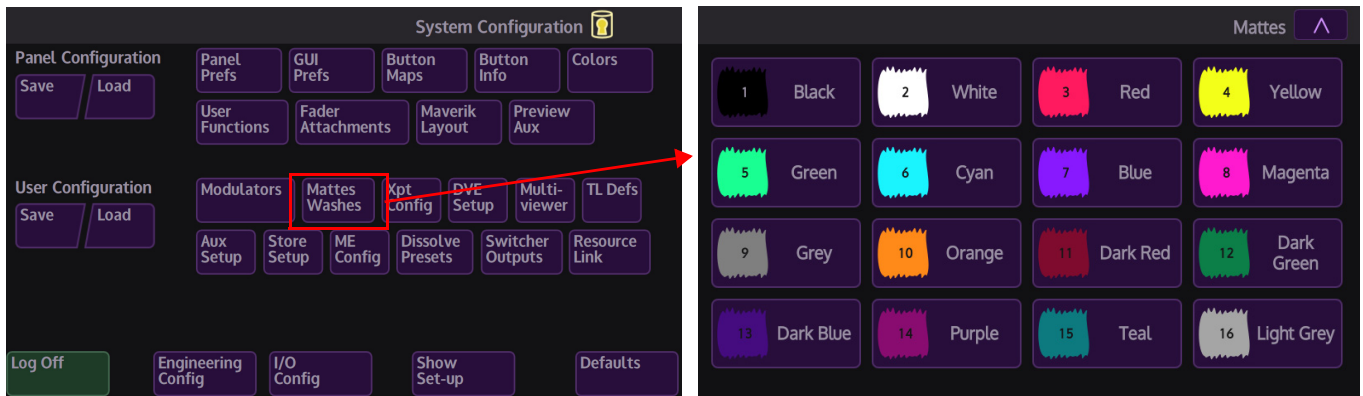 System Configuration
Panel Configuration
Save
Load
Panel
Prefs
GUI
Prefs
Button
Maps
Button
Info
Colors
User
Functions
Fader
Attachments
Maverik
Layout
Preview
Aux
User Configuration
Save
Load
Modulators
Mattes
Washes
Xpt
Config
DVE
Setup
Multi-
viewer
TL Defs
Aux
Setup
Store
Setup
ME
Config
Dissolve
Presets
Switcher
Outputs
Resource
Link
Log Off
Engineering
Config
I/O
Config
Show
Set-up
Defaults
Mattes
1 Black
2 White
3 Red
4 Yellow
5 Green
6 Cyan
7 Blue
8 Magenta
9 Grey
10 Orange
11 Dark Red
12 Dark
Green
13 Dark Blue
14 Purple
15 Teal
16 Light Grey